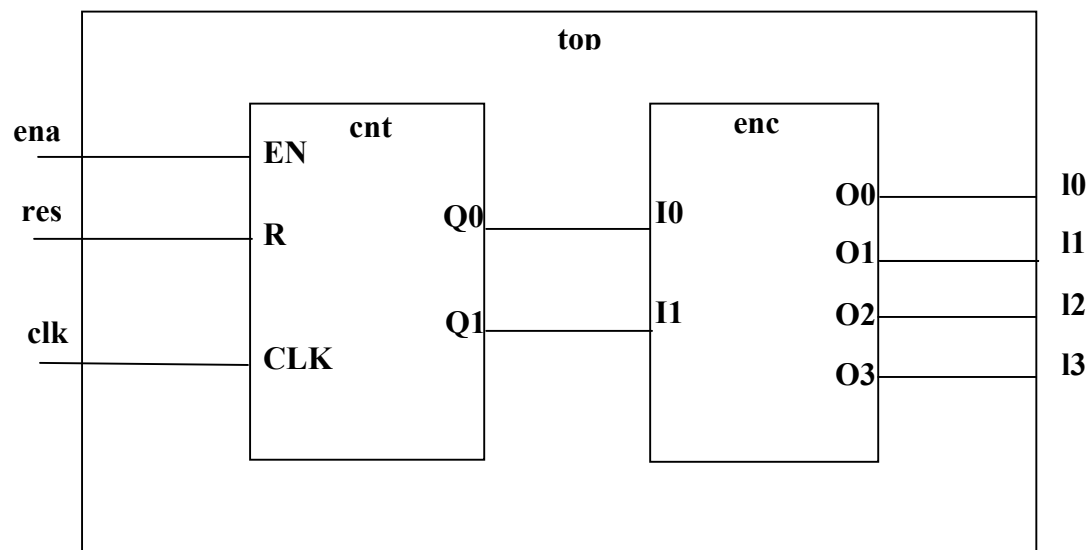 top
cnt
enc
ena
EN
res
R
clk
CLK
Q0
Q1
I0
I1
O0
O1
O2
O3
l0
l1
l2
l3